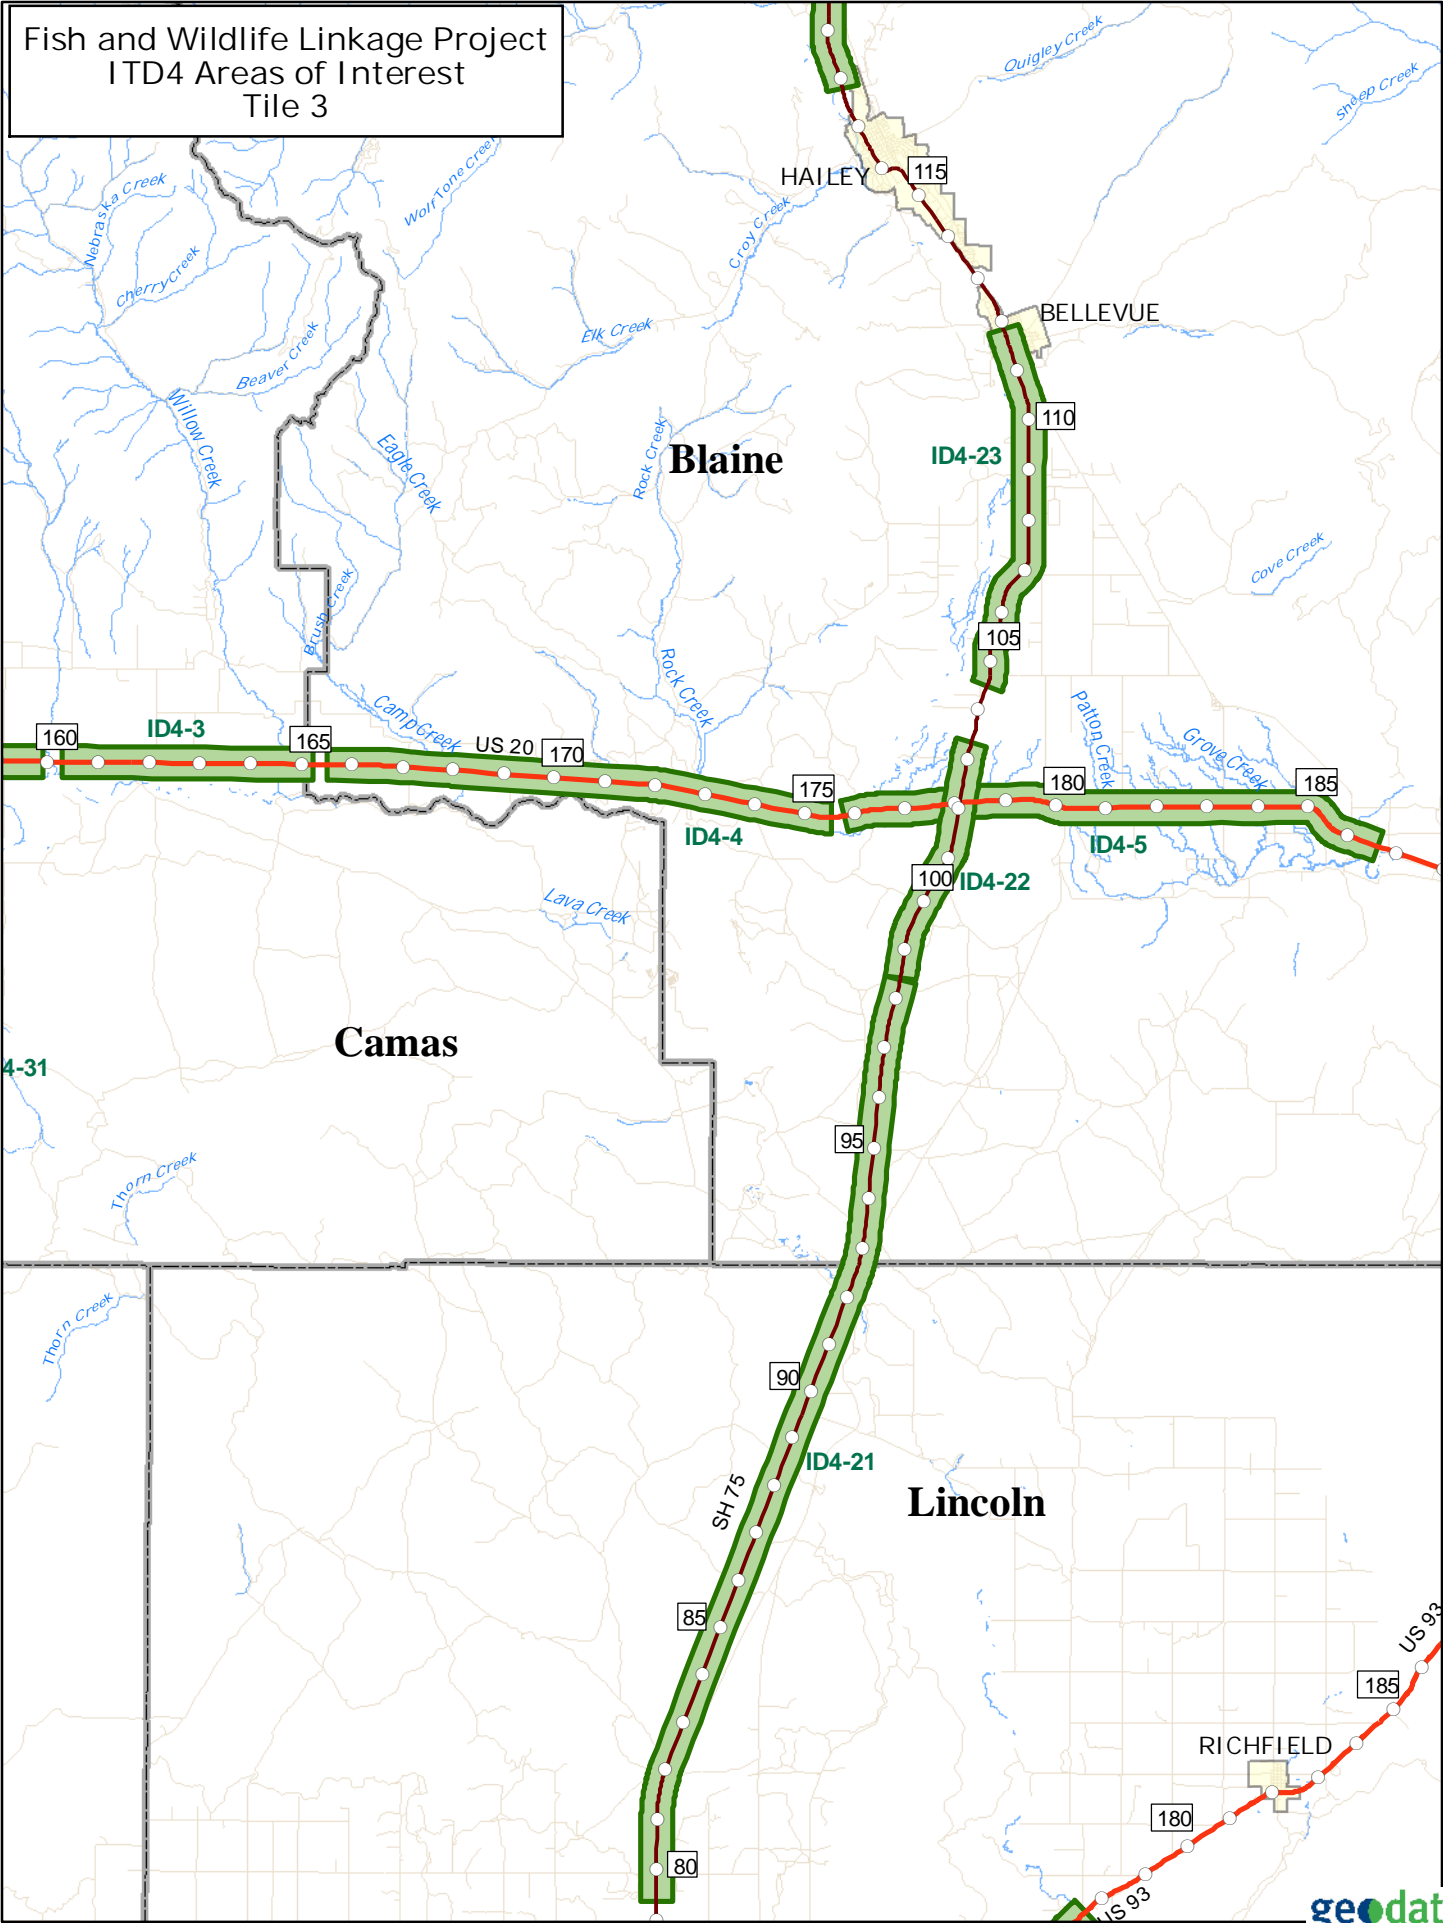 Fish and Wildlife Linkage Project
ITD4 Areas of Interest
Tile 3
Quigley Creek
Sheep Creek
Wolf Tone Creek
HAILEY
115
Nebraska Creek
Croy Creek
Cherry Creek
BELLEVUE
Elk Creek
Beaver Creek
Willow Creek
110
Eagle Creek
Rock Creek
Blaine
ID4-23
Cove Creek
Brush Creek
105
Rock Creek
Camp Creek
Patton Creek
Grove Creek
160
ID4-3
165
US 20
170
175
180
185
ID4-4
ID4-5
100
ID4-22
Lava Creek
Camas
4-31
95
Thorn Creek
Thorn Creek
90
ID4-21
SH 75
Lincoln
85
US 93
185
RICHFIELD
180
80
US 93
geodat